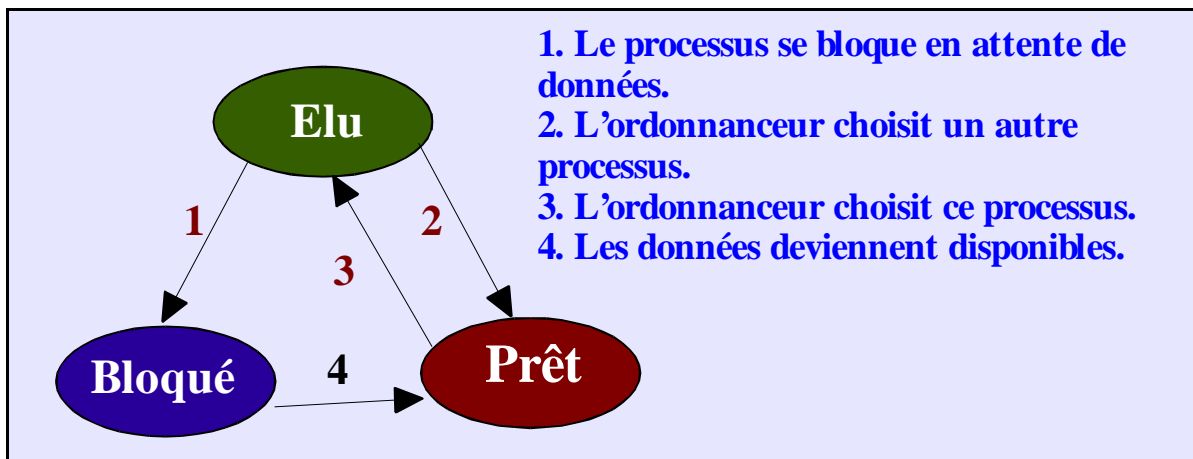 1. Le processus se bloque en attente de
données.
2. L’ordonnanceur choisit un autre
processus.
3. L’ordonnanceur choisit ce processus.
4. Les données deviennent disponibles.
Elu
1
2
3
Bloqué
4
Prêt